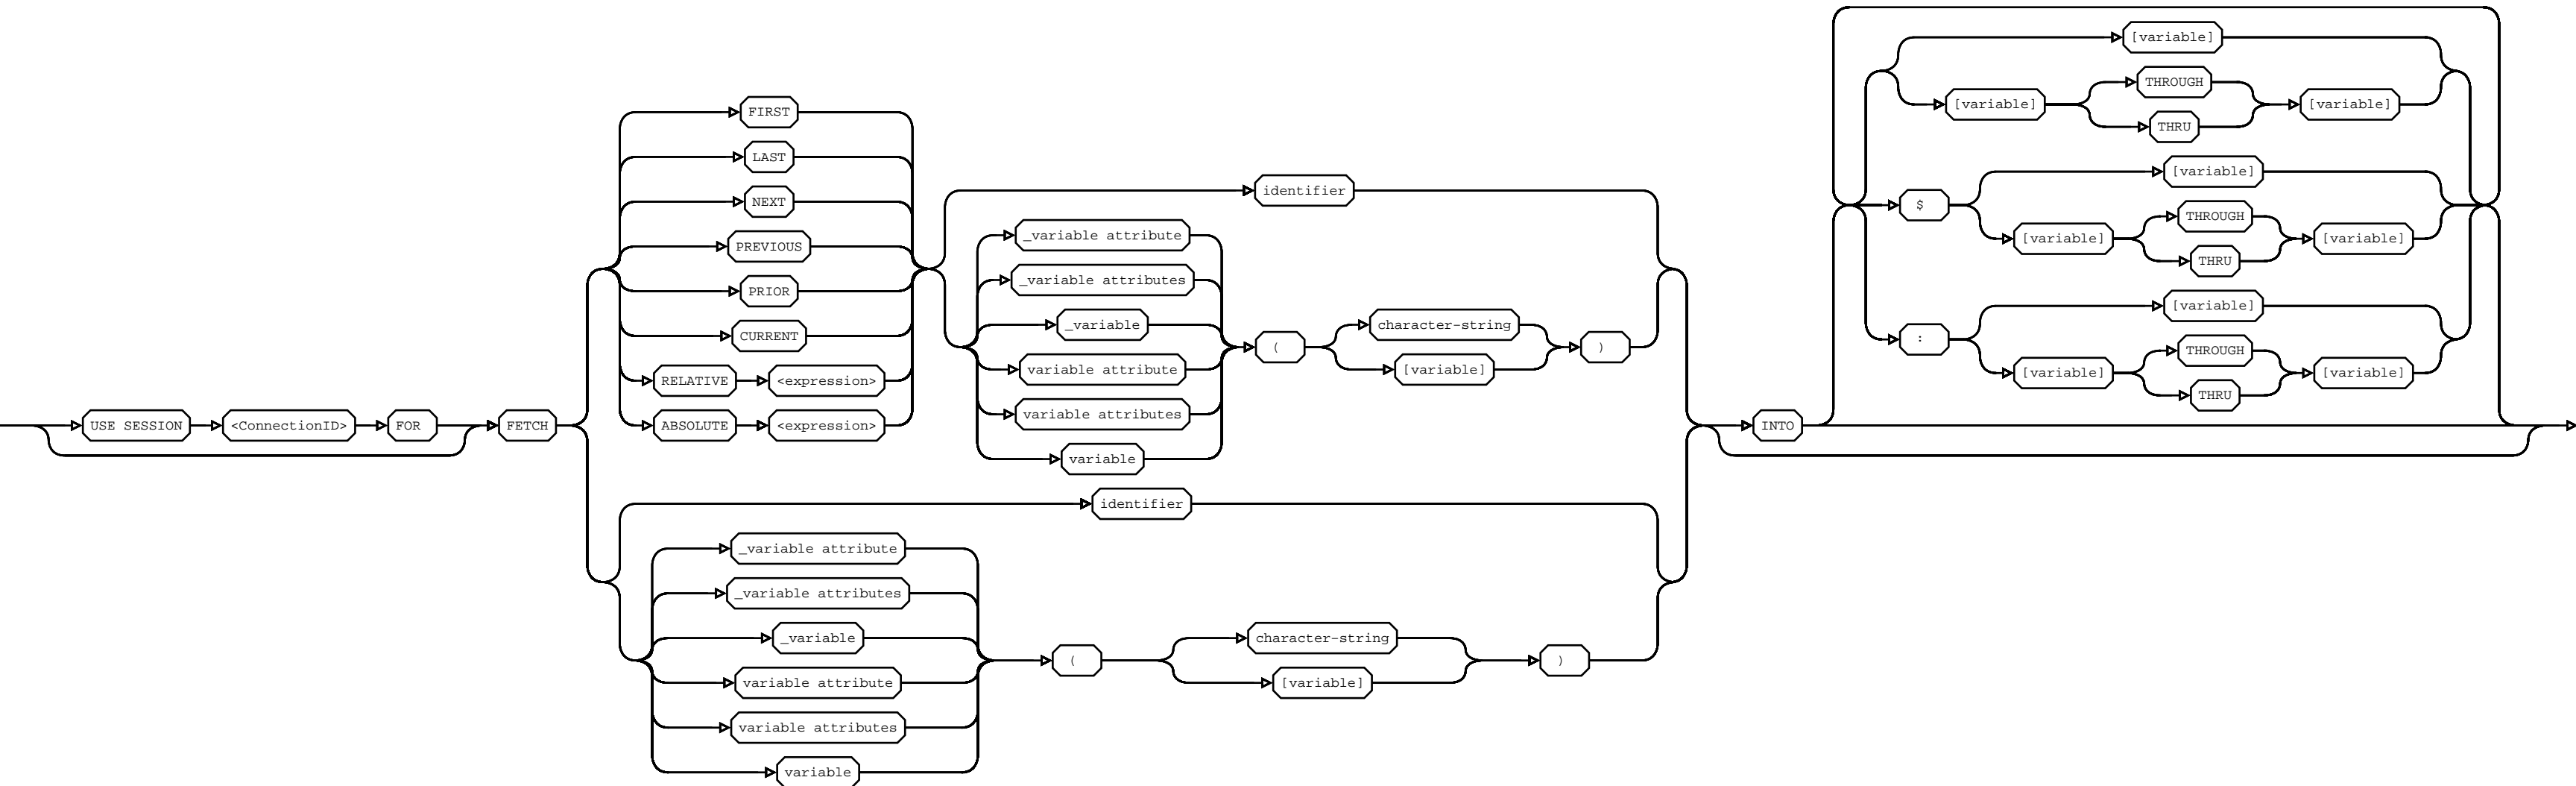 [variable]
[variable] THROUGH [variable]
THRU
$ [variable]
[variable] THROUGH [variable]
THRU
: [variable]
[variable] THROUGH [variable]
THRU
FIRST
LAST
NEXT
PREVIOUS
PRIOR
CURRENT
RELATIVE <expression>
ABSOLUTE <expression>
identifier
_variable attribute
_variable attributes
_variable
variable attribute
variable attributes
variable
( character-string )
[variable]
USE SESSION <ConnectionID> FOR FETCH
INTO
identifier
_variable attribute
_variable attributes
_variable
variable attribute
variable attributes
variable
( character-string )
[variable]